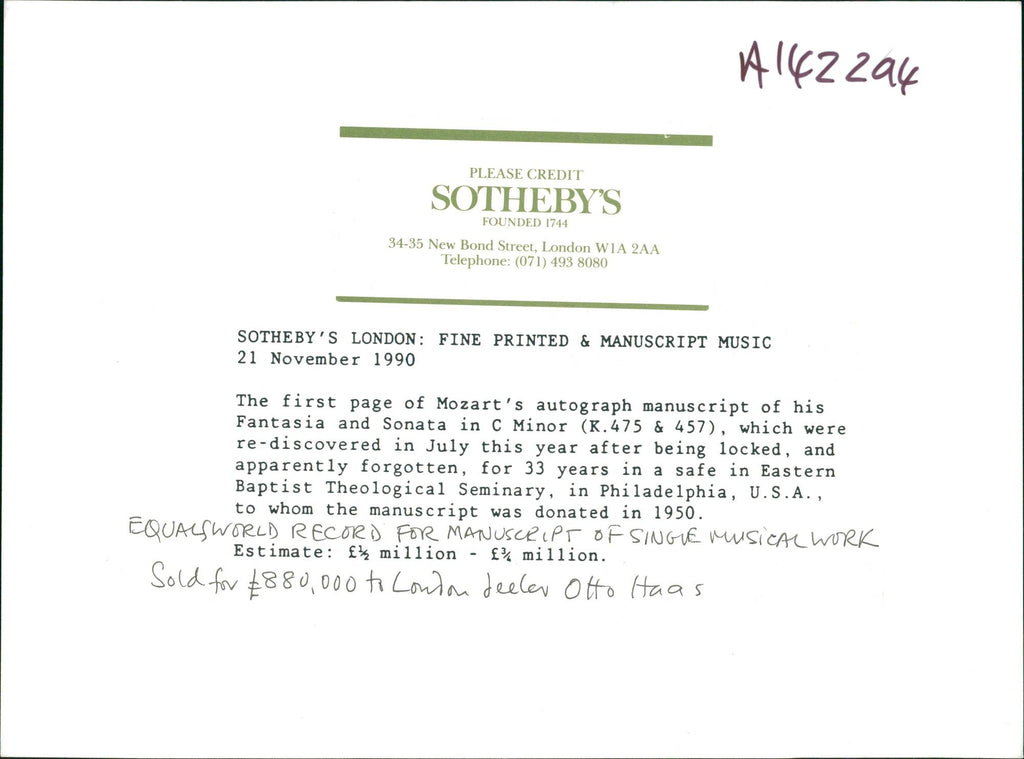 A142294
PLEASE CREDIT
SOTHEBY'S
FOUNDED 1744
34-35 New Bond Street, London W1A 2AA
Telephone: (071) 493 8080
SOTHEBY'S LONDON: FINE PRINTED & MANUSCRIPT MUSIC
21 November 1990
The first page of Mozart's autograph manuscript of his
Fantasia and Sonata in C Minor (K.475 & 457), which were
re-discovered in July this year after being locked, and
apparently forgotten, for 33 years in a safe in Eastern
Baptist Theological Seminary, in Philadelphia, U.S.A.,
to whom the manuscript was donated in 1950.
EQUALS WORLD RECORD FOR MANUSCRIPT OF SINGLE MUSICAL WORK
Estimate: £½ million - £¾ million.
Sold for £880,000 to London deeler Otto Haas